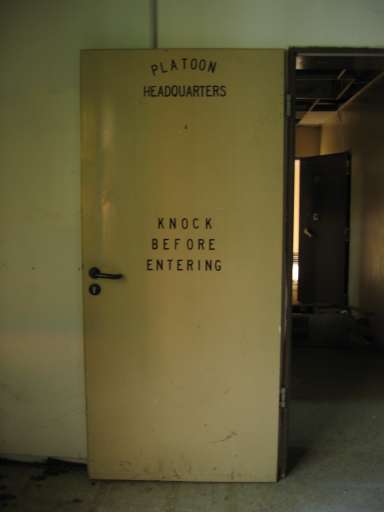 PLATOON
HEADQUARTERS
KNOCK
BEFORE
ENTERING